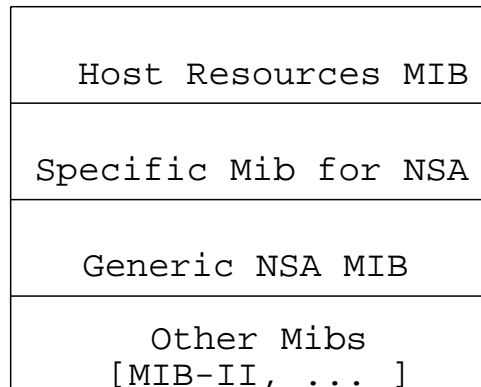 Host Resources MIB
Specific Mib for NSA
Generic NSA MIB
Other Mibs
[MIB-II, ... ]